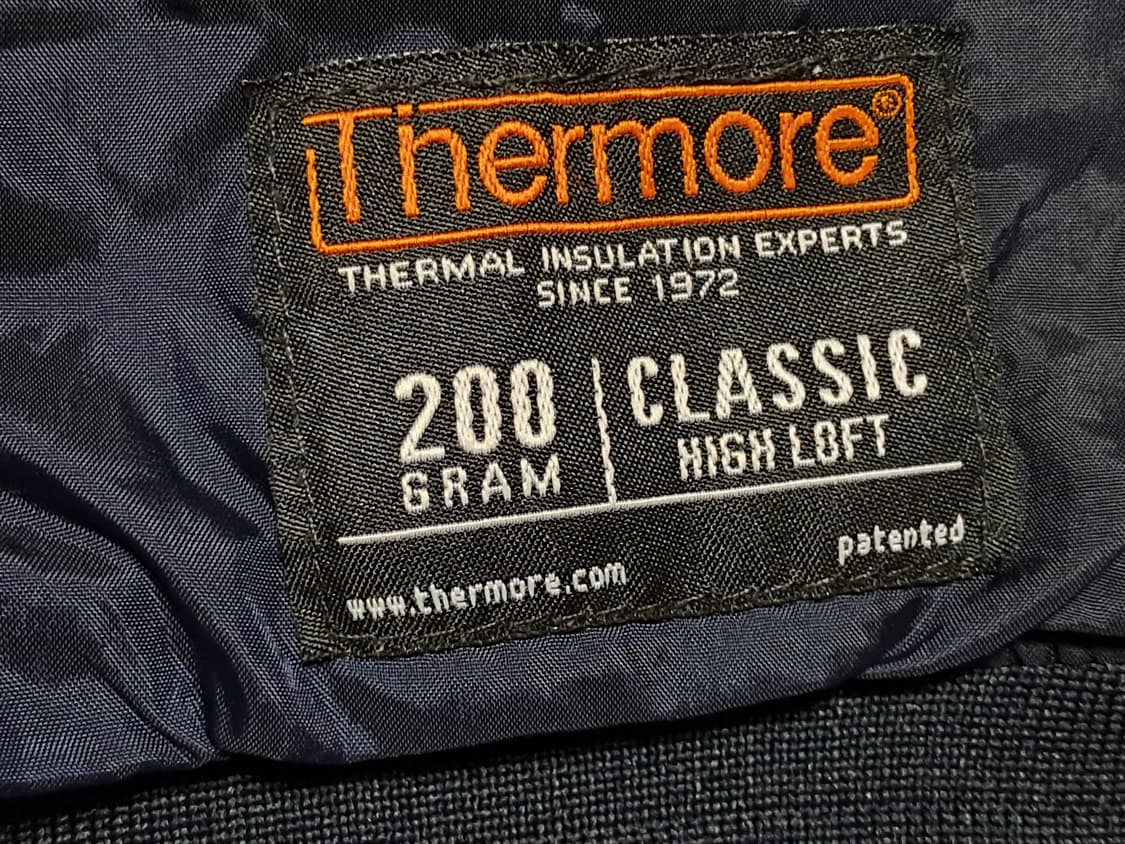 Thermore®
THERMAL INSULATION EXPERTS
SINCE 1972
200 GRAM
CLASSIC
HIGH LOFT
patented
www.thermore.com